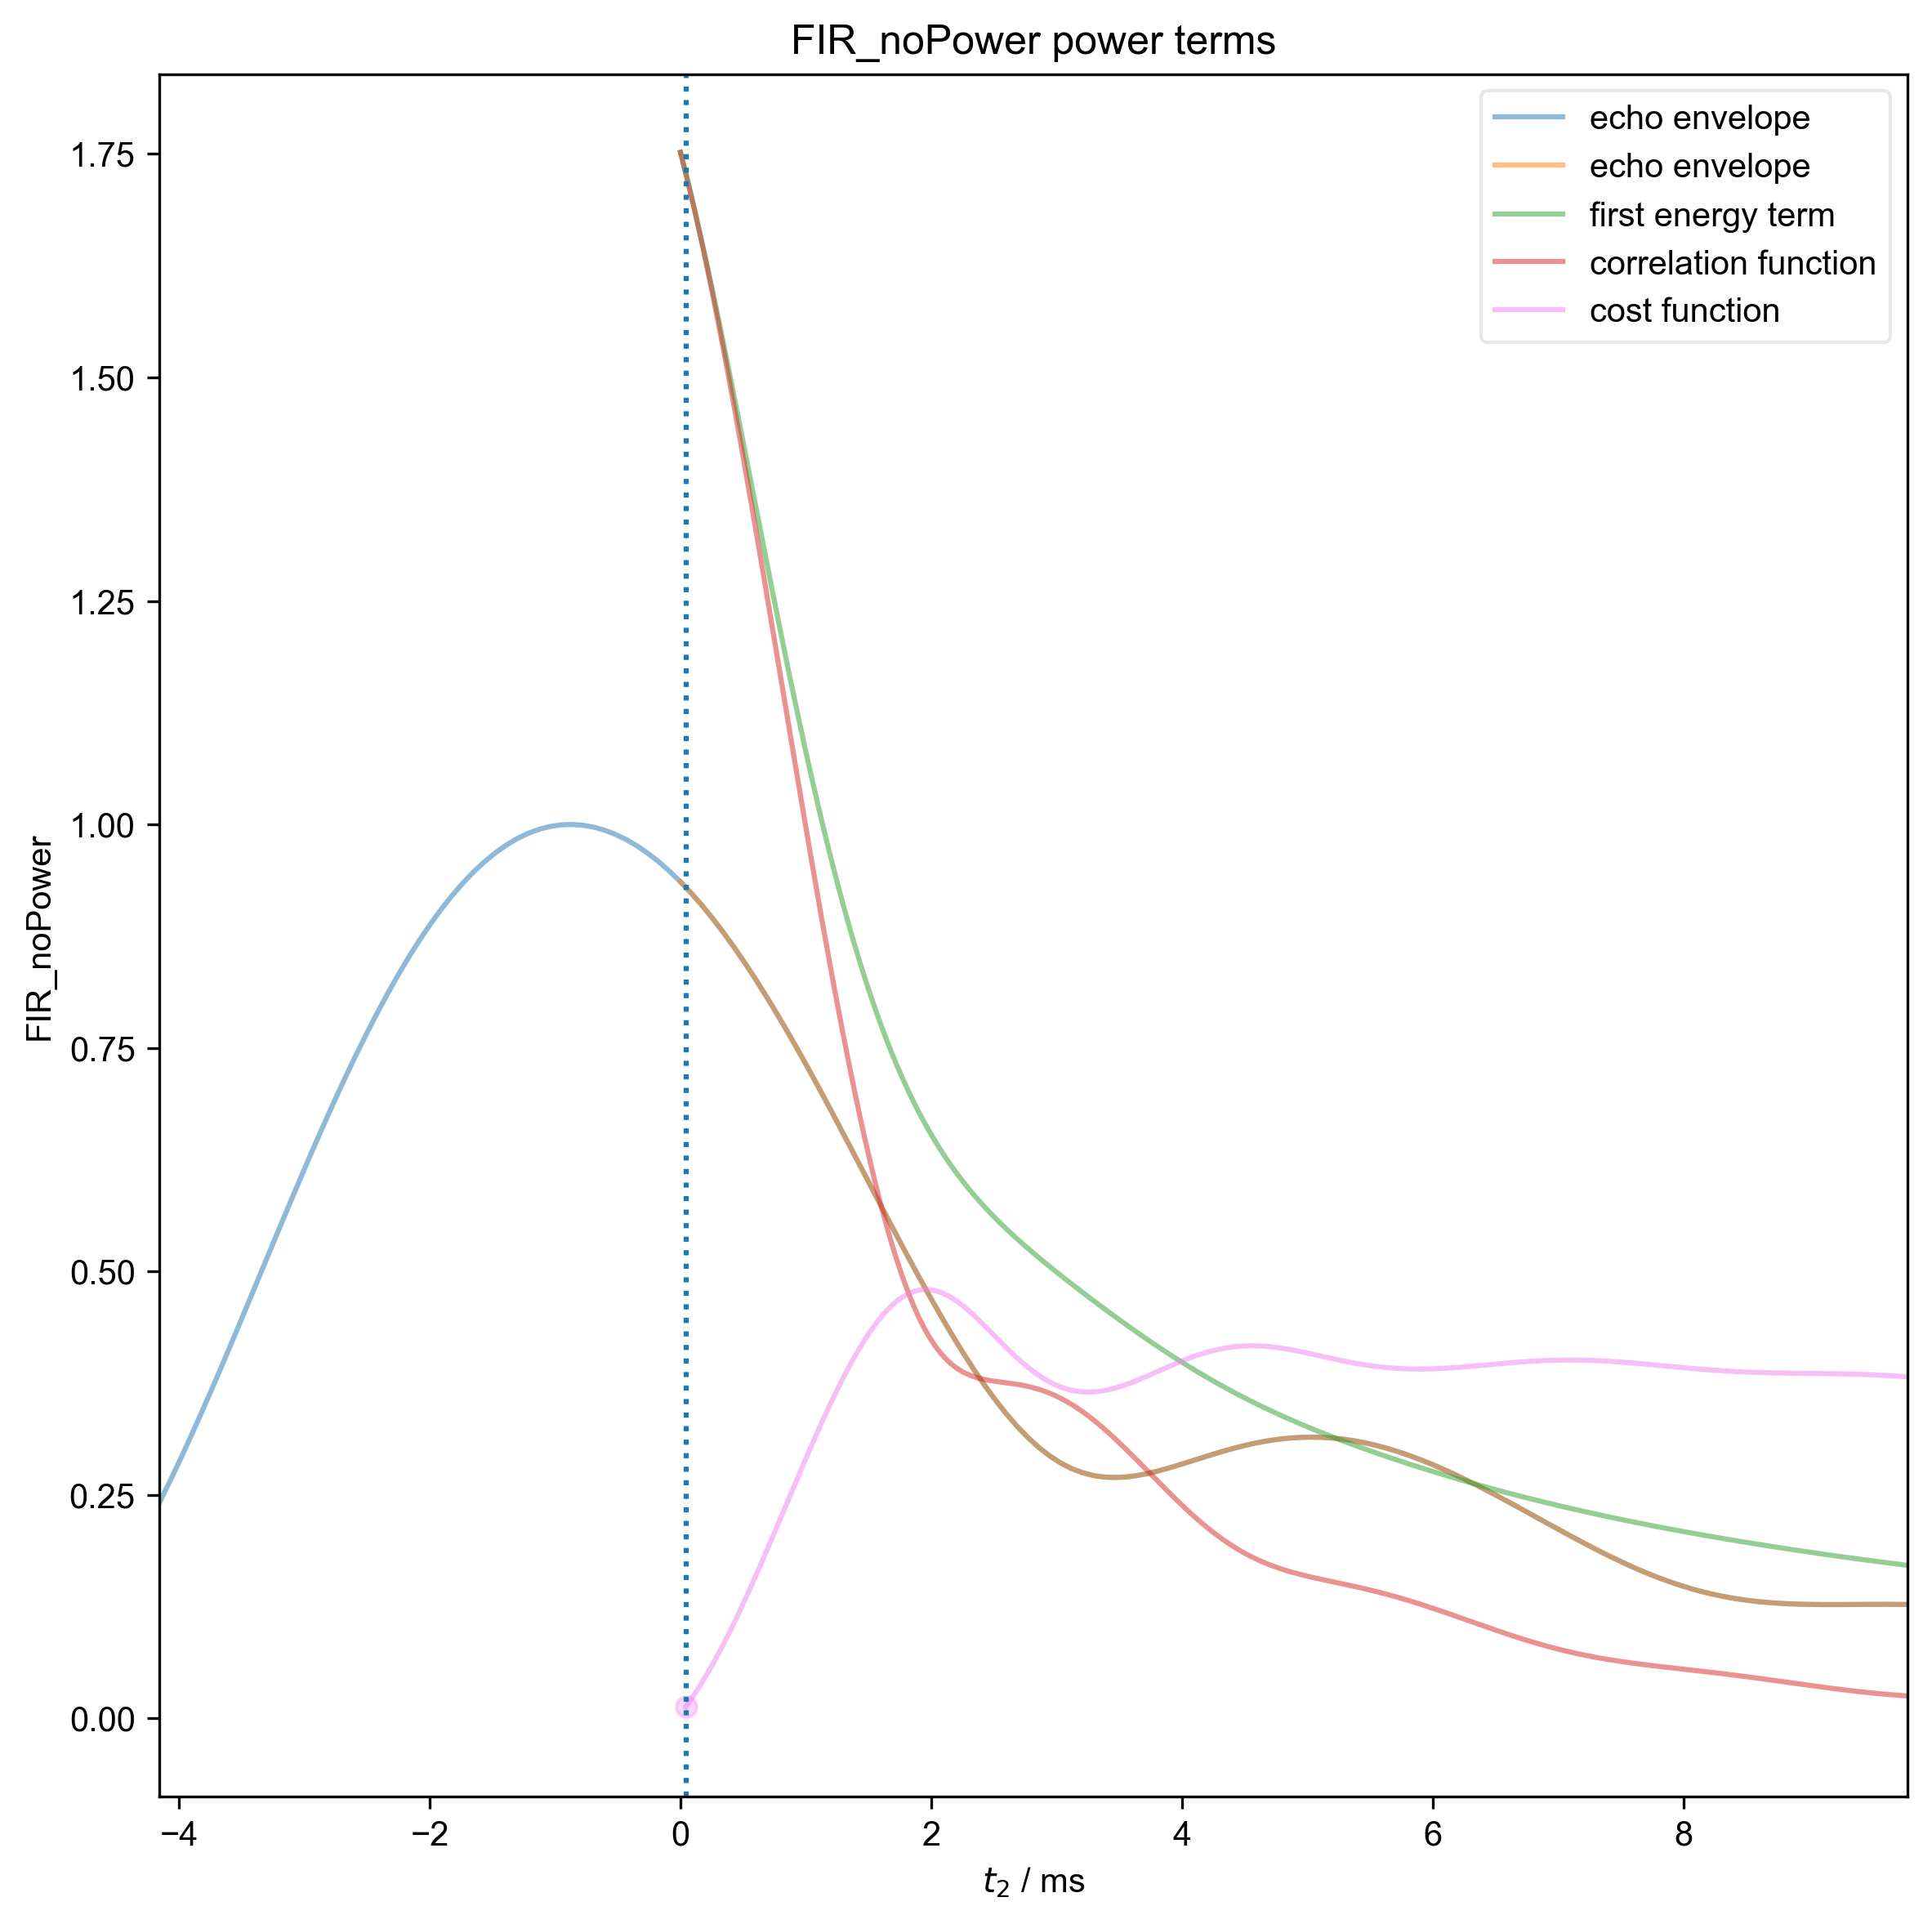 FIR_noPower power terms
echo envelope
echo envelope
first energy term
correlation function
cost function
1.75
1.50
1.25
1.00
0.75
0.50
0.25
0.00
FIR_noPower
−4 −2 0 2 4 6 8
t₂ / ms